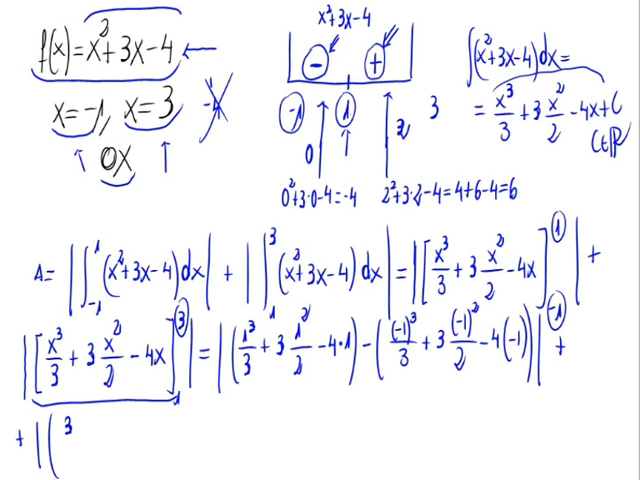 f(x)=x²+3x-4
x=-1, x=3 -4
0x
x²+3x-4
- +
-1 1 3
0 2
0²+3·0-4=-4 2²+3·2-4=4+6-4=6
∫(x²+3x-4)dx=
= x³/3 + 3 x²/2 - 4x + C
C∈ℝ
A= |∫₋₁¹ (x²+3x-4)dx| + |∫₁³ (x²+3x-4)dx| = |[x³/3 + 3 x²/2 - 4x]₋₁¹| +
|[x³/3 + 3 x²/2 - 4x]₁³| = |(1³/3 + 3 1²/2 - 4·1) - ((-1)³/3 + 3 (-1)²/2 - 4(-1))| +
+ |( 3